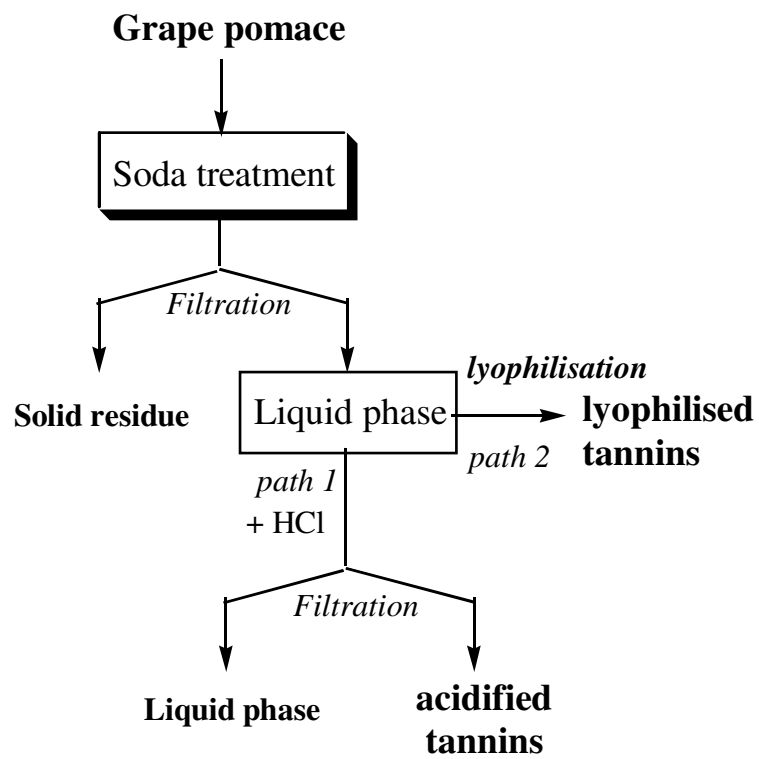 Grape pomace
Soda treatment
Filtration
Solid residue
Liquid phase
lyophilisation
path 2
lyophilised
tannins
path 1
+ HCl
Filtration
Liquid phase
acidified
tannins